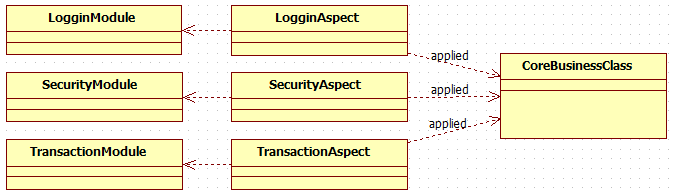 LogginModule
LogginAspect
applied
CoreBusinessClass
SecurityModule
SecurityAspect
applied
applied
TransactionModule
TransactionAspect